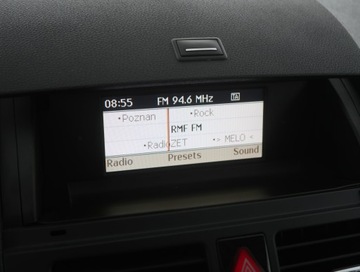 08:55 FM 94.6 MHz TA
•Poznań •Rock
RMF FM
•RadioZET •> MELO <
Radio Presets Sound